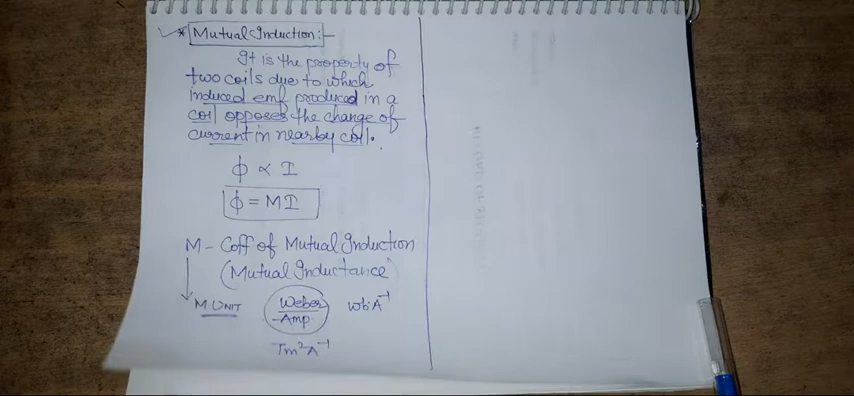 * Mutual Induction :-
It is the property of
two coils due to which
induced emf produced in a
coil opposes the change of
current in nearby coil.
ϕ ∝ I
ϕ = MI
M - Coff of Mutual Induction
(Mutual Inductance)
M UNIT Weber/Amp. Wb A⁻¹
Tm²A⁻¹